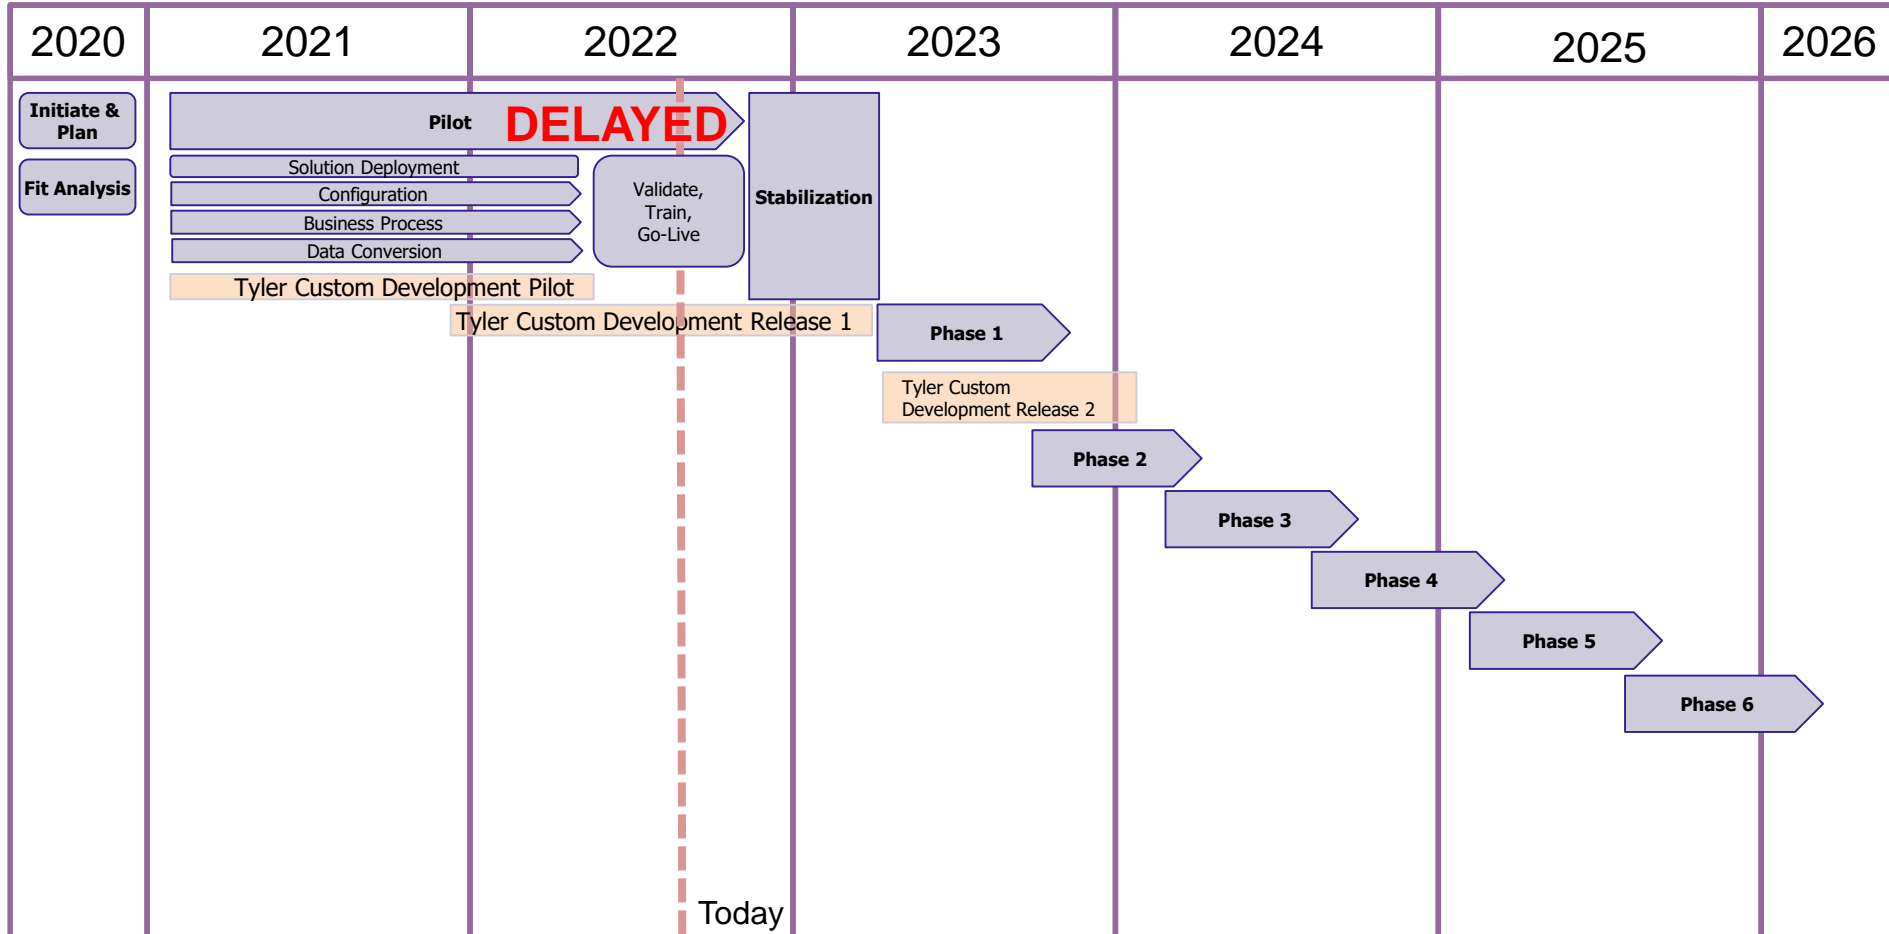 2020
2021
2022
2023
2024
2025
2026
Initiate &
Plan
Pilot
DELAYED
Solution Deployment
Fit Analysis
Configuration
Business Process
Data Conversion
Validate,
Train,
Go-Live
Stabilization
Tyler Custom Development Pilot
Tyler Custom Development Release 1
Phase 1
Tyler Custom
Development Release 2
Phase 2
Phase 3
Phase 4
Phase 5
Phase 6
Today